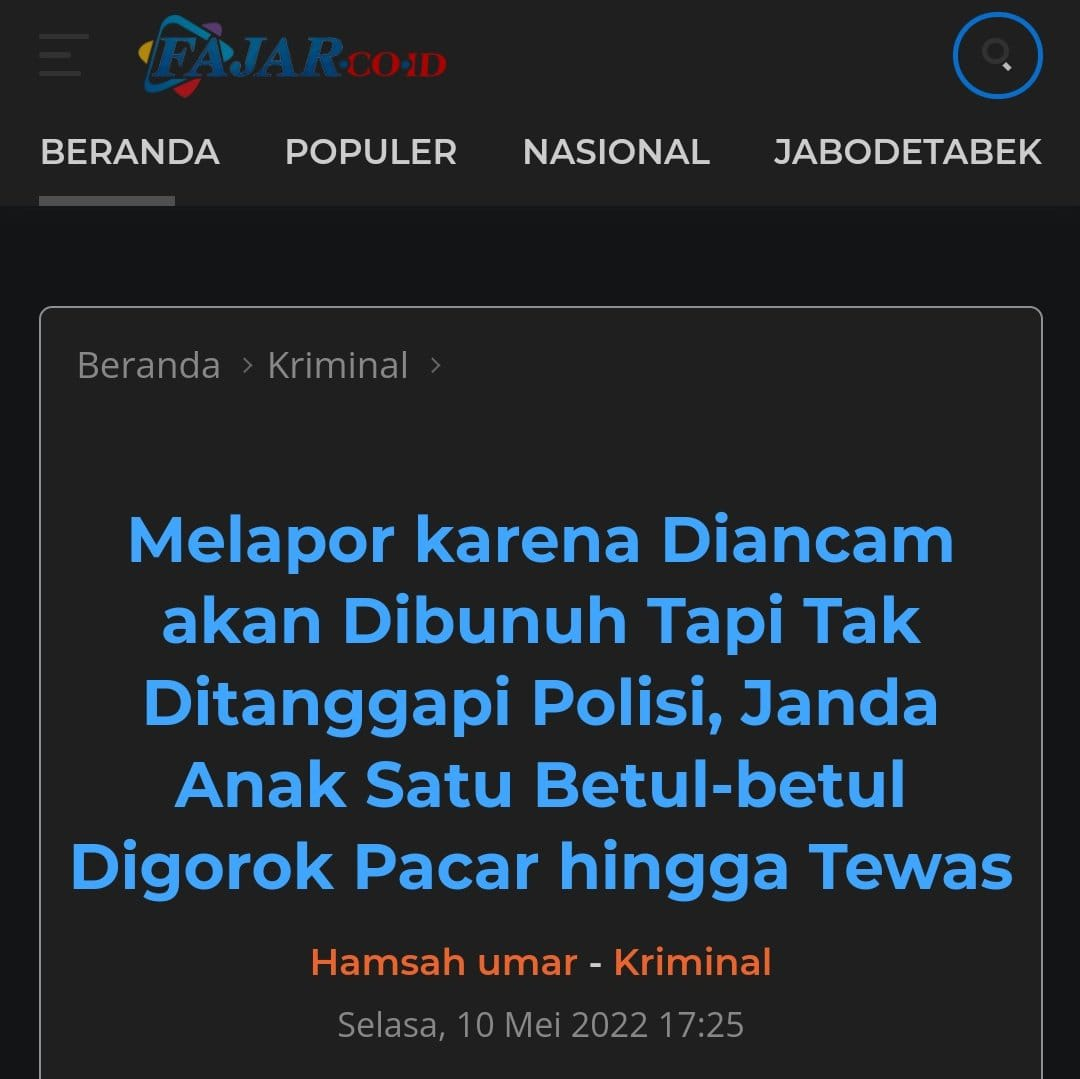 FAJAR.CO.ID
BERANDA POPULER NASIONAL JABODETABEK
Beranda > Kriminal >
Melapor karena Diancam
akan Dibunuh Tapi Tak
Ditanggapi Polisi, Janda
Anak Satu Betul-betul
Digorok Pacar hingga Tewas
Hamsah umar - Kriminal
Selasa, 10 Mei 2022 17:25